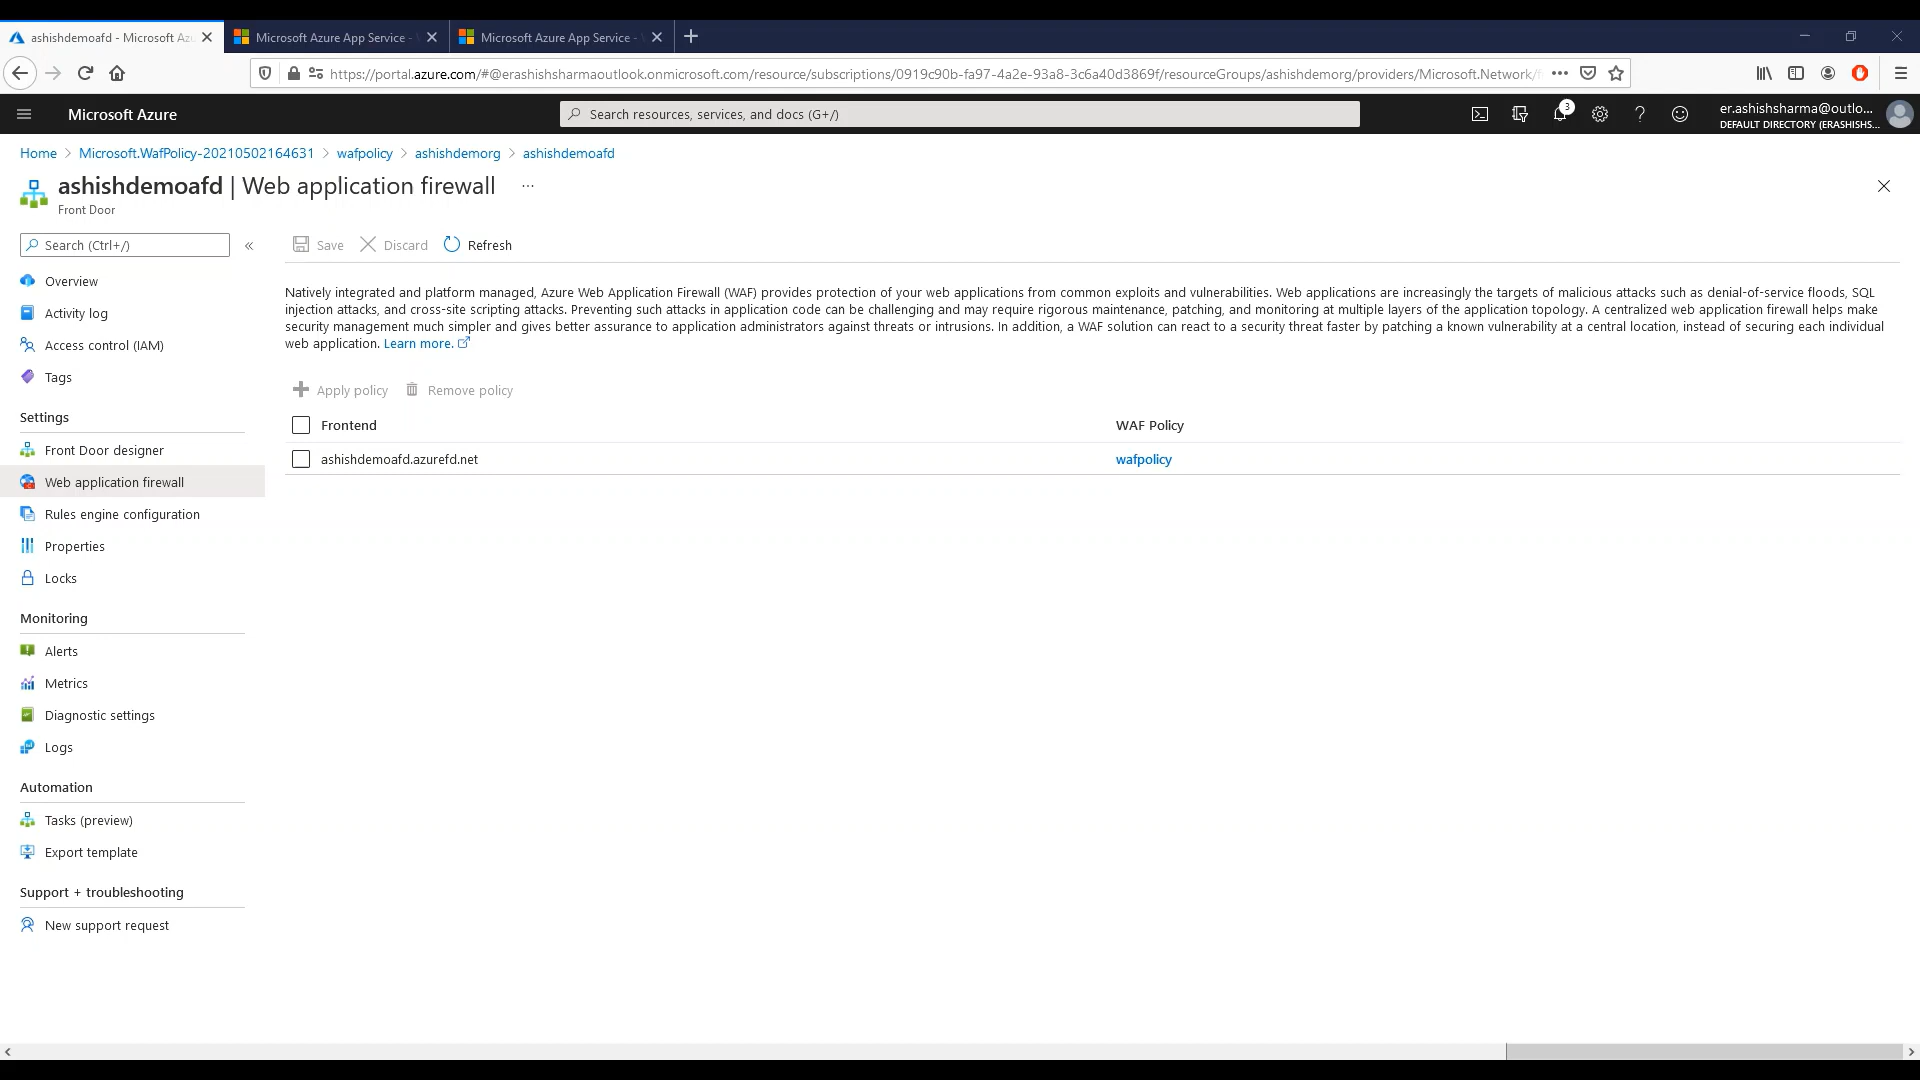 ashishdemoafd - Microsoft Az
Microsoft Azure App Service -
Microsoft Azure App Service -
https://portal.azure.com/#@erashishsharmaoutlook.onmicrosoft.com/resource/subscriptions/0919c90b-fa97-4a2e-93a8-3c6a40d3869f/resourceGroups/ashishdemorg/providers/Microsoft.Network/
Microsoft Azure
Search resources, services, and docs (G+/)
3
er.ashishsharma@outlo...
DEFAULT DIRECTORY (ERASHISHS...
Home > Microsoft.WafPolicy-20210502164631 > wafpolicy > ashishdemorg > ashishdemoafd
ashishdemoafd | Web application firewall ...
Front Door
Search (Ctrl+/) «
Save Discard Refresh
Overview
Activity log
Access control (IAM)
Tags
Settings
Front Door designer
Web application firewall
Rules engine configuration
Properties
Locks
Monitoring
Alerts
Metrics
Diagnostic settings
Logs
Automation
Tasks (preview)
Export template
Support + troubleshooting
New support request
Natively integrated and platform managed, Azure Web Application Firewall (WAF) provides protection of your web applications from common exploits and vulnerabilities. Web applications are increasingly the targets of malicious attacks such as denial-of-service floods, SQL
injection attacks, and cross-site scripting attacks. Preventing such attacks in application code can be challenging and may require rigorous maintenance, patching, and monitoring at multiple layers of the application topology. A centralized web application firewall helps make
security management much simpler and gives better assurance to application administrators against threats or intrusions. In addition, a WAF solution can react to a security threat faster by patching a known vulnerability at a central location, instead of securing each individual
web application. Learn more.
Apply policy Remove policy
Frontend WAF Policy
ashishdemoafd.azurefd.net wafpolicy